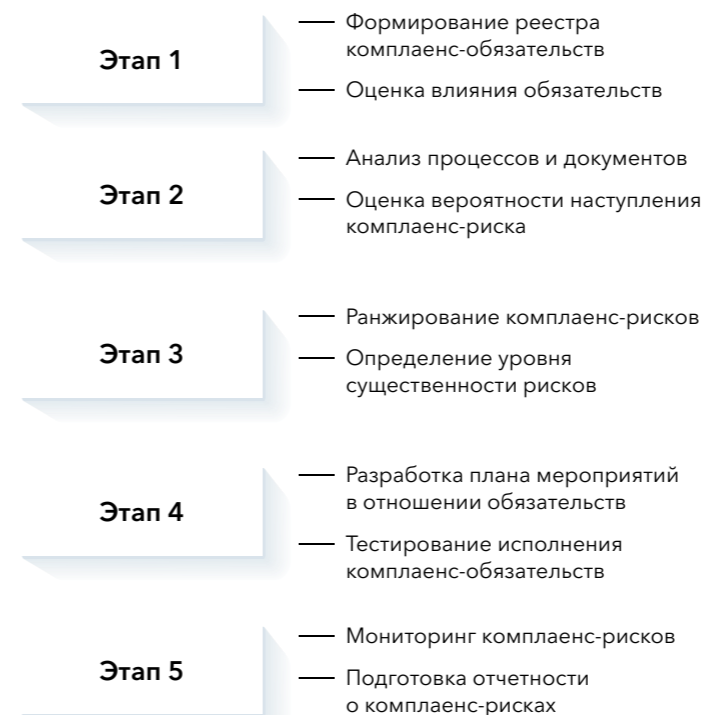 Этап 1
— Формирование реестра
комплаенс-обязательств
— Оценка влияния обязательств
Этап 2
— Анализ процессов и документов
— Оценка вероятности наступления
комплаенс-риска
Этап 3
— Ранжирование комплаенс-рисков
— Определение уровня
существенности рисков
Этап 4
— Разработка плана мероприятий
в отношении обязательств
— Тестирование исполнения
комплаенс-обязательств
Этап 5
— Мониторинг комплаенс-рисков
— Подготовка отчетности
о комплаенс-рисках